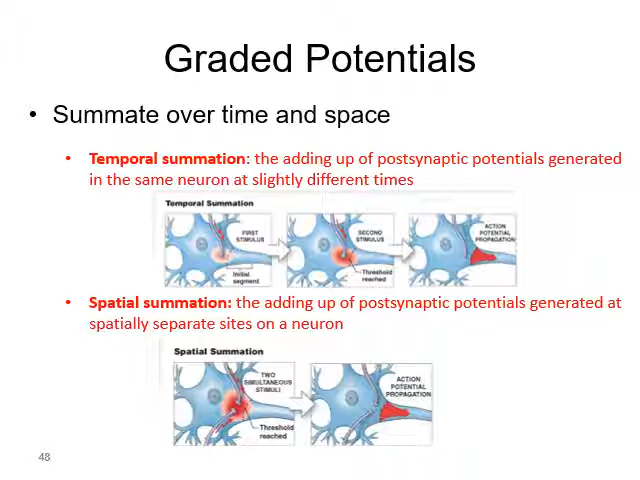 Graded Potentials
• Summate over time and space
• Temporal summation: the adding up of postsynaptic potentials generated
in the same neuron at slightly different times
Temporal Summation
FIRST
STIMULUS
Initial
segment
SECOND
STIMULUS
Threshold
reached
ACTION
POTENTIAL
PROPAGATION
• Spatial summation: the adding up of postsynaptic potentials generated at
spatially separate sites on a neuron
Spatial Summation
TWO
SIMULTANEOUS
STIMULI
Threshold
reached
ACTION
POTENTIAL
PROPAGATION
48